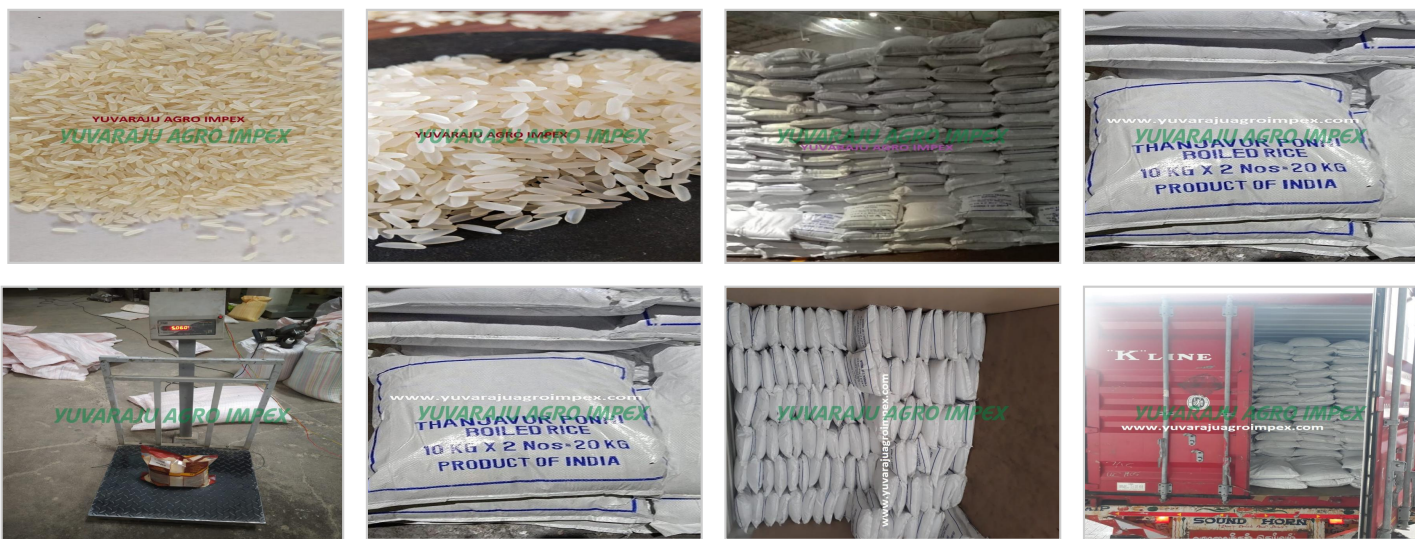 YUVARAJU AGRO IMPEX
YUVARAJU AGRO IMPEX
YUVARAJU AGRO IMPEX
YUVARAJU AGRO IMPEX
YUVARAJU AGRO IMPEX
YUVARAJU AGRO IMPEX
www.yuvarajuagroimpex.com
YUVARAJU AGRO IMPEX
THANJAVUR PONNI
BOILED RICE
10 KG X 2 Nos=20 KG
PRODUCT OF INDIA
YUVARAJU AGRO IMPEX
www.yuvarajuagroimpex.com
YUVARAJU AGRO IMPEX
THANJAVUR PONNI
BOILED RICE
10 KG X 2 Nos=20 KG
PRODUCT OF INDIA
YUVARAJU AGRO IMPEX
www.yuvarajuagroimpex.com
"K" LINE
YUVARAJU AGRO IMPEX
www.yuvarajuagroimpex.com
SOUND HORN